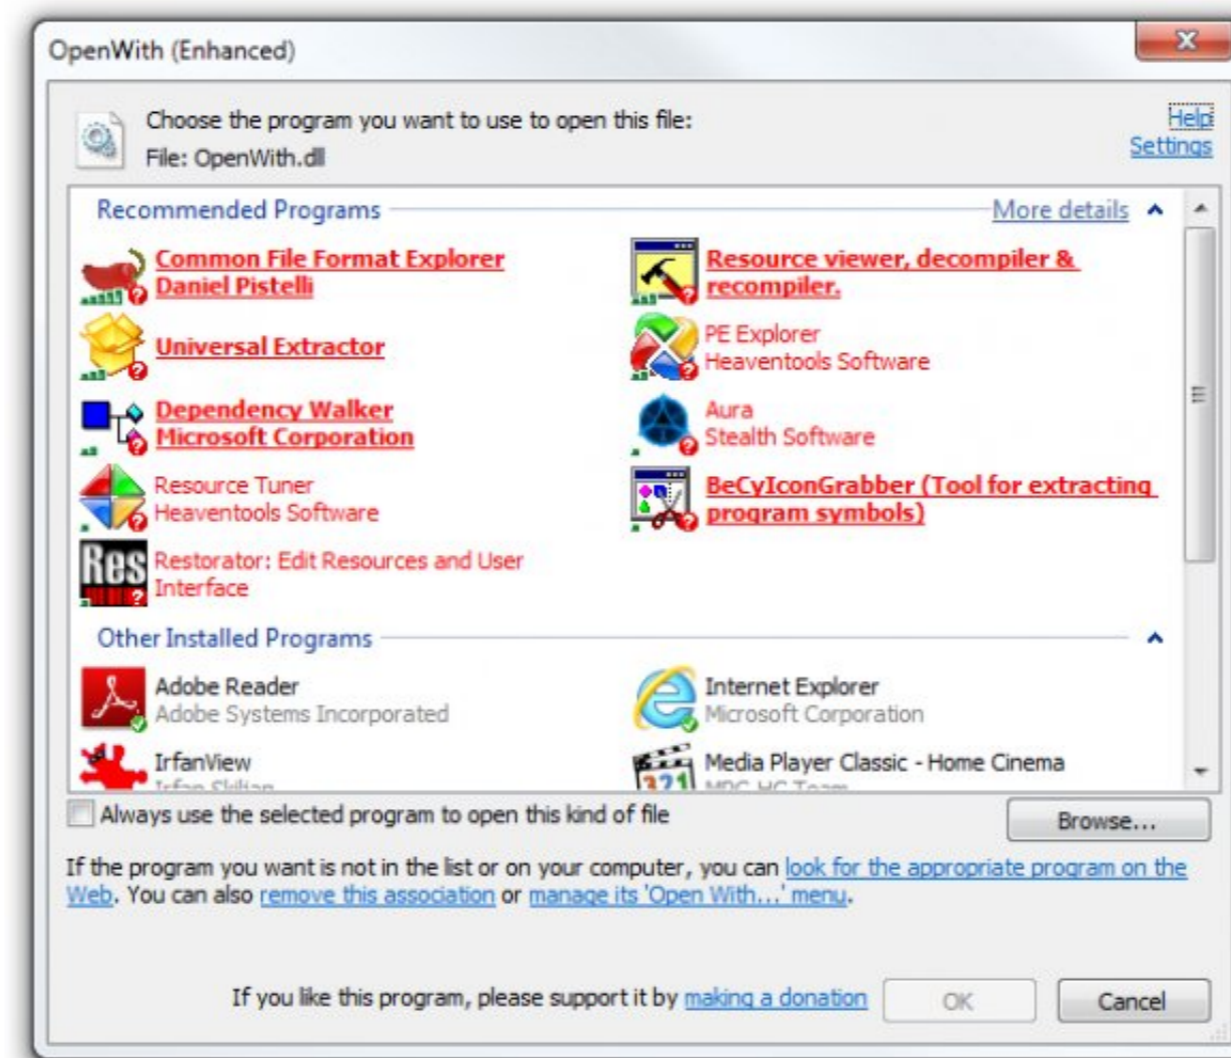 OpenWith (Enhanced)
Choose the program you want to use to open this file:
File: OpenWith.dll
Help
Settings
Recommended Programs
More details
Common File Format Explorer
Daniel Pistelli
Resource viewer, decompiler &
recompiler.
Universal Extractor
PE Explorer
Heaventools Software
Dependency Walker
Microsoft Corporation
Aura
Stealth Software
Resource Tuner
Heaventools Software
BeCyIconGrabber (Tool for extracting
program symbols)
Res
Restorator: Edit Resources and User
Interface
Other Installed Programs
Adobe Reader
Adobe Systems Incorporated
Internet Explorer
Microsoft Corporation
IrfanView
Irfan Skiljan
321
Media Player Classic - Home Cinema
MPC-HC Team
Always use the selected program to open this kind of file
Browse...
If the program you want is not in the list or on your computer, you can look for the appropriate program on the
Web. You can also remove this association or manage its 'Open With...' menu.
If you like this program, please support it by making a donation
OK
Cancel